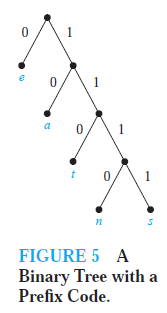 0 1
e 0 1
a 0 1
t 0 1
n s
FIGURE 5 A
Binary Tree with a
Prefix Code.